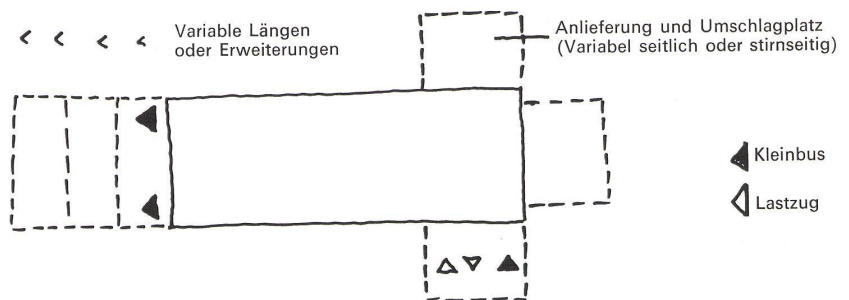 Variable Längen
oder Erweiterungen
Anlieferung und Umschlagplatz
(Variabel seitlich oder stirnseitig)
Kleinbus
Lastzug